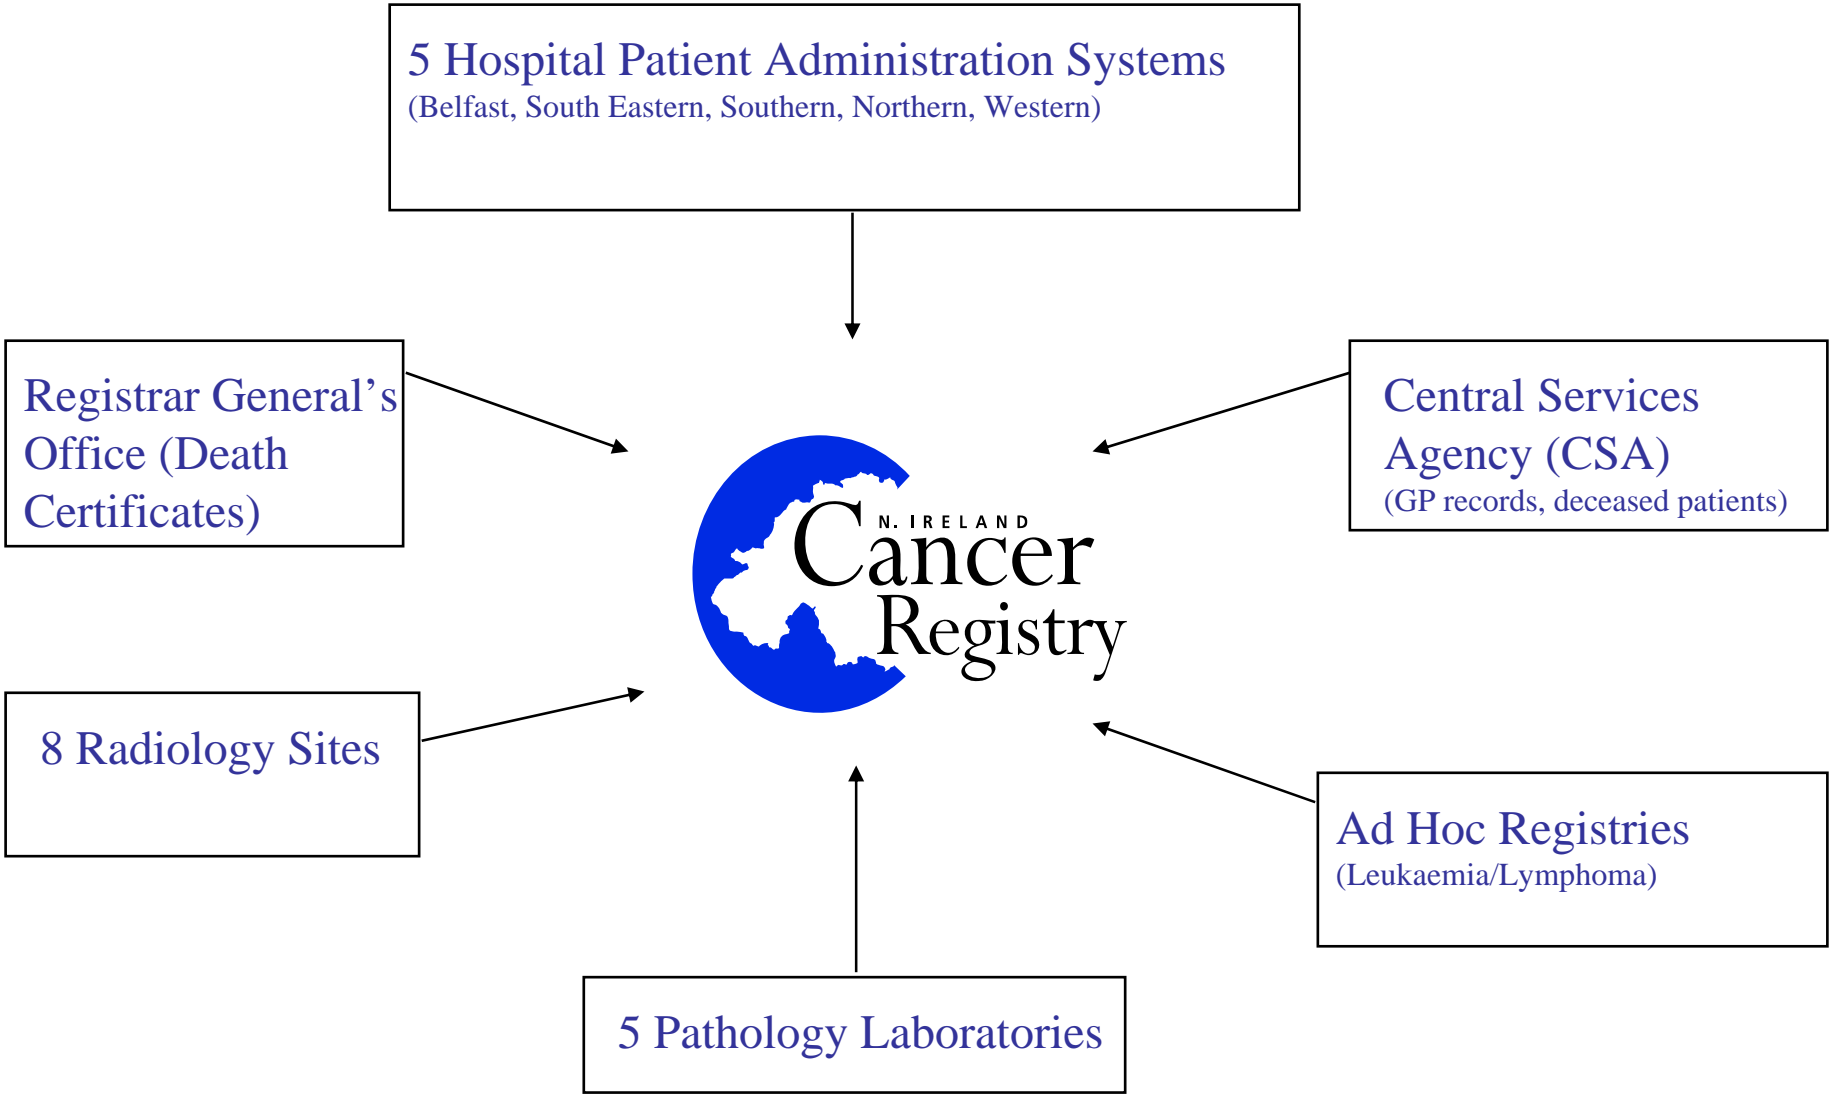 5 Hospital Patient Administration Systems
(Belfast, South Eastern, Southern, Northern, Western)
Registrar General’s
Office (Death
Certificates)
Central Services
Agency (CSA)
(GP records, deceased patients)
N. IRELAND
Cancer
Registry
8 Radiology Sites
Ad Hoc Registries
(Leukaemia/Lymphoma)
5 Pathology Laboratories